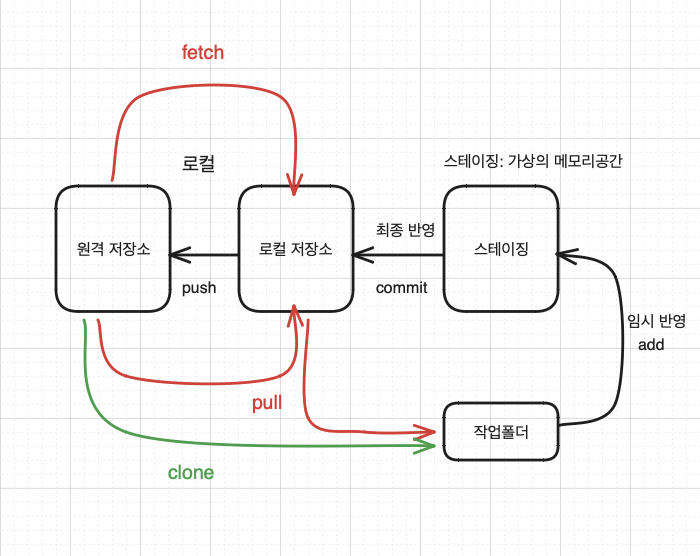 fetch
로컬
스테이징: 가상의 메모리공간
원격 저장소
로컬 저장소
최종 반영
스테이징
push
commit
임시 반영
add
pull
작업폴더
clone